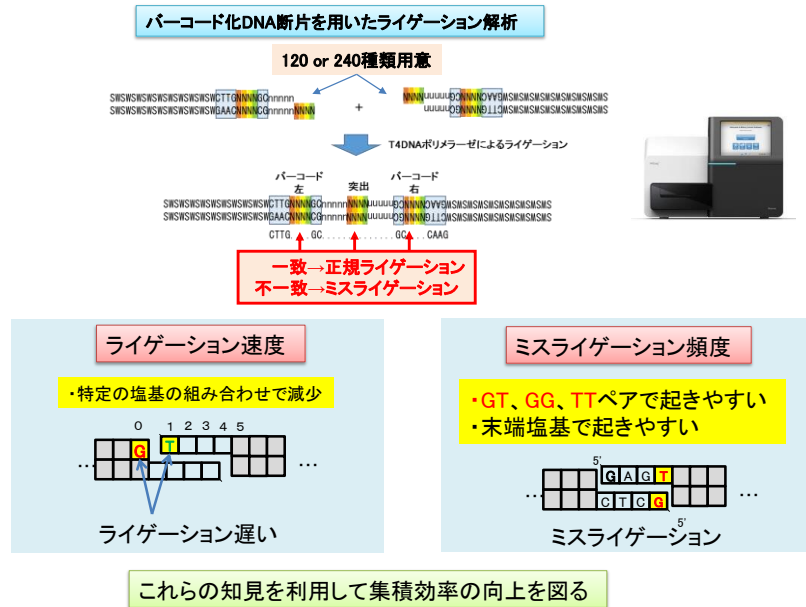 バーコード化DNA断片を用いたライゲーション解析
120 or 240種類用意
SWSWSWSWSWSWSWSWSWSWCTTGNNNNGCnnnnn
SWSWSWSWSWSWSWSWSWSWGAACNNNNCGnnnnnNNNN
+
T4DNAポリメラーゼによるライゲーション
バーコード
左
突出
バーコード
右
SWSWSWSWSWSWSWSWSWSWCTTGNNNNGCnnnnnNNNN
SWSWSWSWSWSWSWSWSWSWGAACNNNNCGnnnnnNNNN
CTTG....GC..............GC....CAAG
一致→正規ライゲーション
不一致→ミスライゲーション
ライゲーション速度
・特定の塩基の組み合わせで減少
0 1 2 3 4 5
G T
… …
ライゲーション遅い
ミスライゲーション頻度
・GT、GG、TTペアで起きやすい
・末端塩基で起きやすい
5'
G A G T
… …
C T C G
5'
ミスライゲーション
これらの知見を利用して集積効率の向上を図る